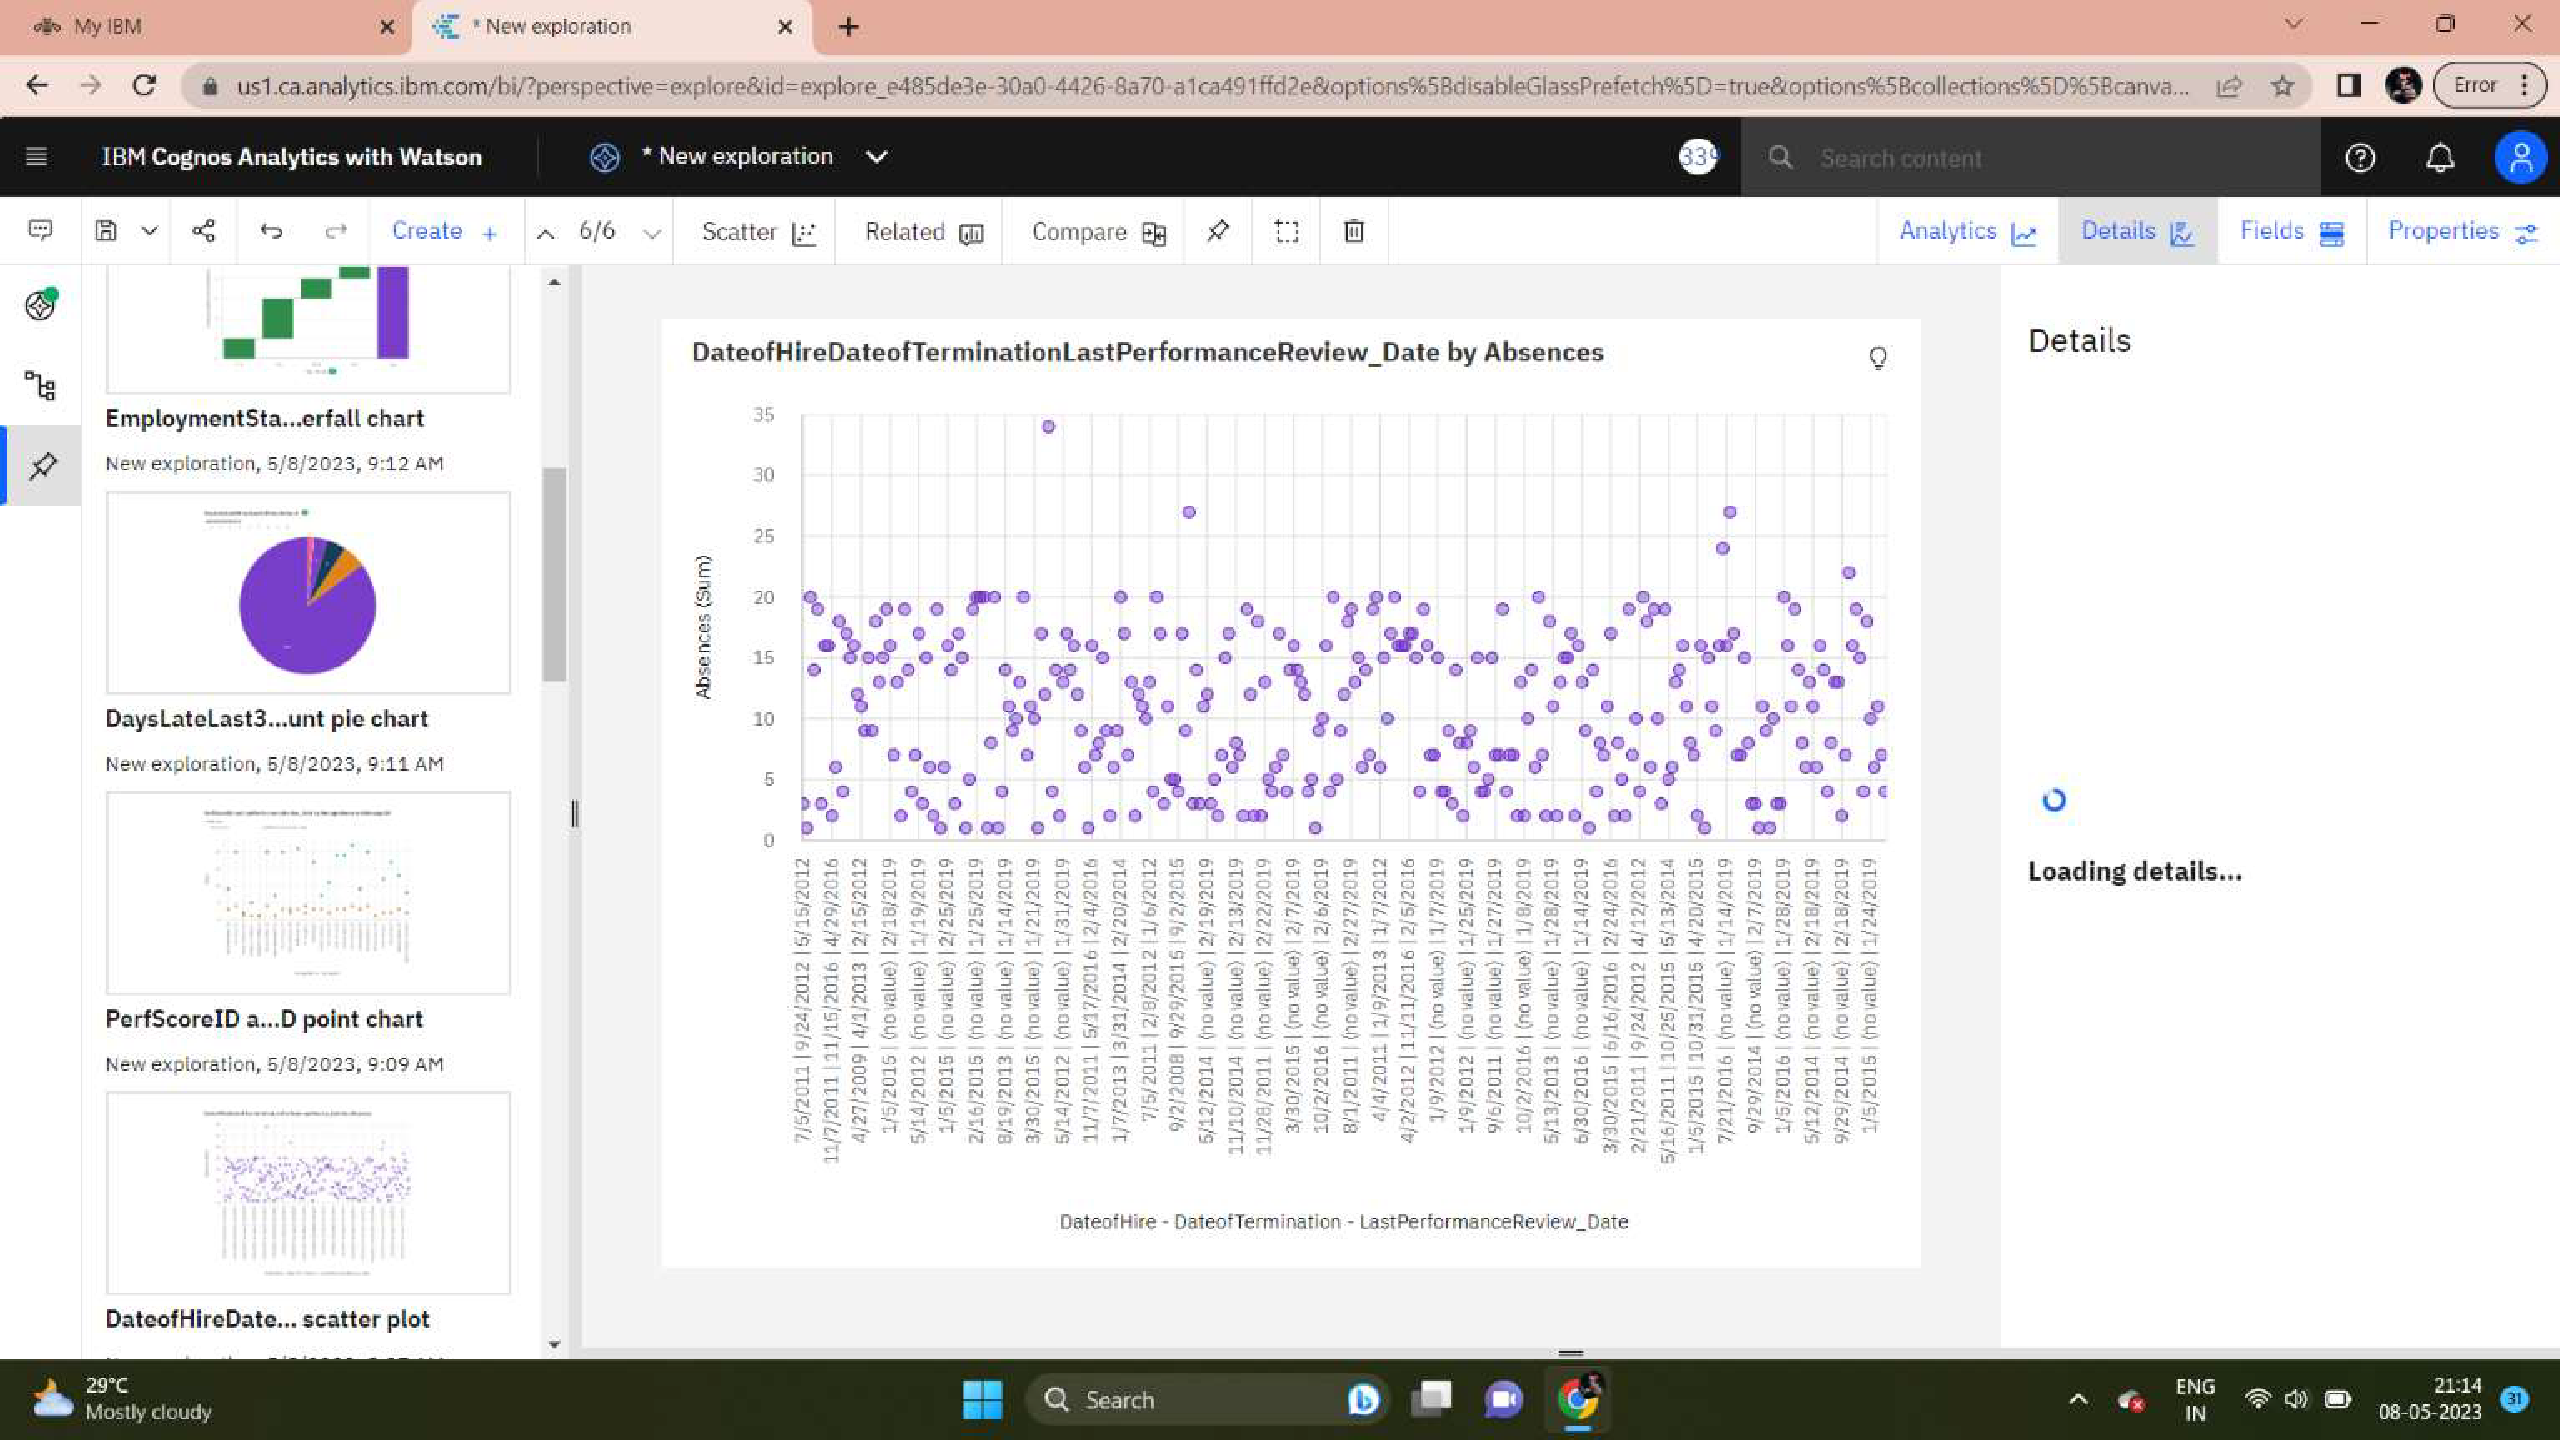 My IBM
* New exploration
us1.ca.analytics.ibm.com/bi/?perspective=explore&id=explore_e485de3e-30a0-4426-8a70-a1ca491ffd2e&options%5BdisableGlassPrefetch%5D=true&options%5Bcollections%5D%5Bcanva...
Error
IBM Cognos Analytics with Watson
* New exploration
Search content
Create +
6/6
Scatter
Related
Compare
Analytics
Details
Fields
Properties
EmploymentSta...erfall chart
New exploration, 5/8/2023, 9:12 AM
DaysLateLast3...unt pie chart
New exploration, 5/8/2023, 9:11 AM
PerfScoreID a...D point chart
New exploration, 5/8/2023, 9:09 AM
DateofHireDate... scatter plot
DateofHireDateofTerminationLastPerformanceReview_Date by Absences
Absences (Sum)
35
30
25
20
15
10
5
0
7/5/2011 | 9/24/2012 | 5/15/2012
11/7/2011 | 11/15/2016 | 4/29/2016
4/27/2009 | 4/1/2013 | 2/15/2012
1/5/2015 | (no value) | 2/18/2019
5/14/2012 | (no value) | 1/19/2019
1/5/2015 | (no value) | 2/25/2019
2/16/2015 | (no value) | 1/25/2019
8/19/2013 | (no value) | 1/14/2019
3/30/2015 | (no value) | 1/21/2019
5/14/2012 | (no value) | 1/31/2019
11/7/2011 | 5/17/2016 | 2/4/2016
1/7/2013 | 3/31/2014 | 2/20/2014
7/5/2011 | 2/8/2012 | 1/6/2012
9/2/2008 | 9/29/2015 | 9/2/2015
5/12/2014 | (no value) | 2/19/2019
11/10/2014 | (no value) | 2/13/2019
11/28/2011 | (no value) | 2/22/2019
3/30/2015 | (no value) | 2/7/2019
10/2/2016 | (no value) | 2/6/2019
8/1/2011 | (no value) | 2/27/2019
4/4/2011 | 1/9/2013 | 1/7/2012
4/2/2012 | 11/11/2016 | 2/5/2016
1/9/2012 | (no value) | 1/7/2019
1/9/2012 | (no value) | 1/25/2019
9/6/2011 | (no value) | 1/27/2019
10/2/2016 | (no value) | 1/8/2019
5/13/2013 | (no value) | 1/28/2019
6/30/2016 | (no value) | 1/14/2019
3/30/2015 | 5/16/2016 | 2/24/2016
2/21/2011 | 9/24/2012 | 4/12/2012
5/16/2011 | 10/25/2015 | 5/13/2014
1/5/2015 | 10/31/2015 | 4/20/2015
7/21/2016 | (no value) | 1/14/2019
9/29/2014 | (no value) | 2/7/2019
1/5/2016 | (no value) | 1/28/2019
5/12/2014 | (no value) | 2/18/2019
9/29/2014 | (no value) | 2/18/2019
1/5/2015 | (no value) | 1/24/2019
DateofHire - DateofTermination - LastPerformanceReview_Date
Details
Loading details...
29°C
Mostly cloudy
Search
ENG
IN
21:14
08-05-2023
31